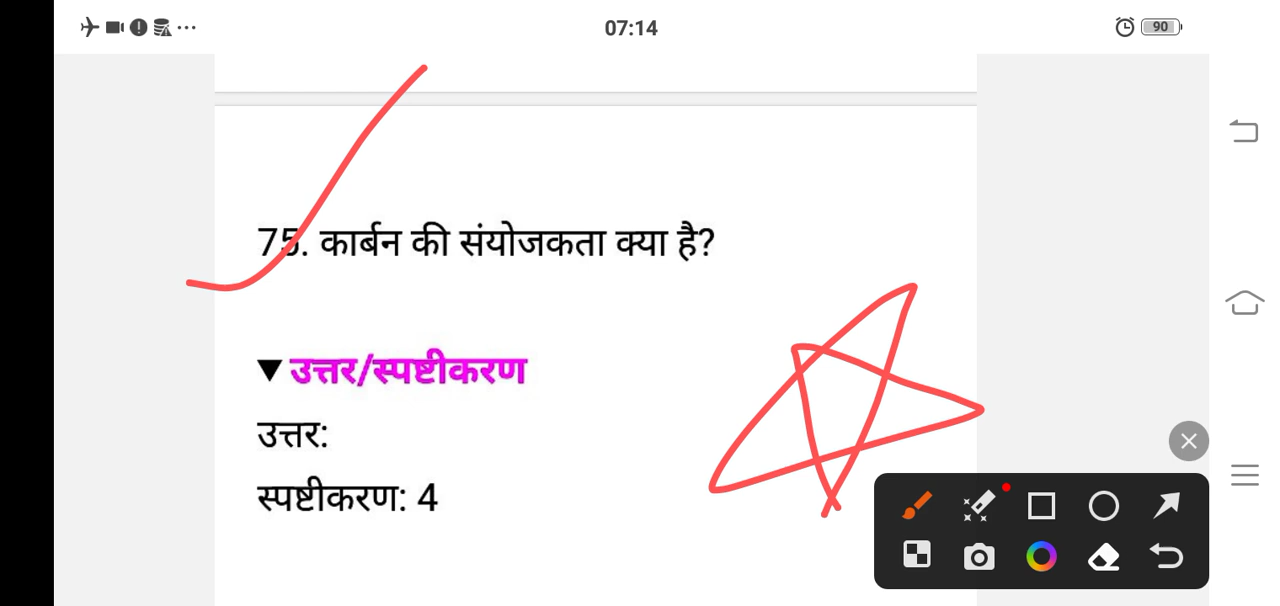 07:14
90
75. कार्बन की संयोजकता क्या है?
▼ उत्तर/स्पष्टीकरण
उत्तर:
स्पष्टीकरण: 4